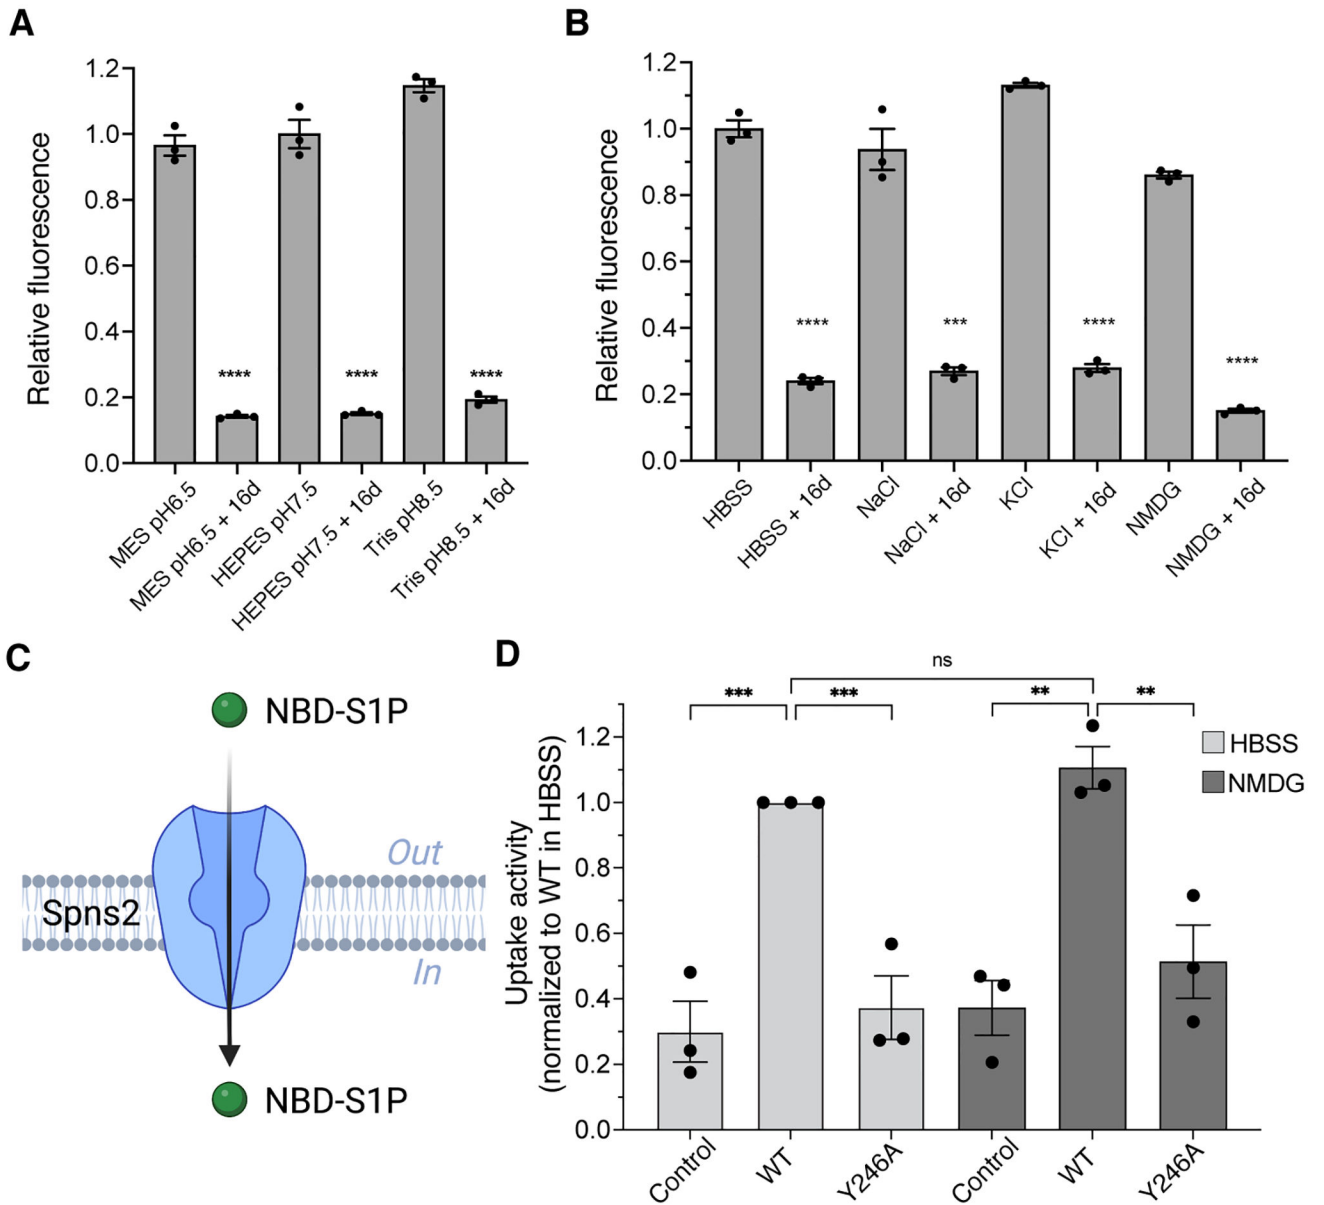 A
Relative fluorescence
1.2
1.0
0.8
0.6
0.4
0.2
0.0
****
****
****
MES pH6.5
MES pH6.5 + 16d
HEPES pH7.5
HEPES pH7.5 + 16d
Tris pH8.5
Tris pH8.5 + 16d
B
Relative fluorescence
1.2
1.0
0.8
0.6
0.4
0.2
0.0
****
***
****
****
HBSS
HBSS + 16d
NaCl
NaCl + 16d
KCl
KCl + 16d
NMDG
NMDG + 16d
C
NBD-S1P
Out
Spns2
In
NBD-S1P
D
Uptake activity
(normalized to WT in HBSS)
1.2
1.0
0.8
0.6
0.4
0.2
0.0
ns
***
***
**
**
HBSS
NMDG
Control
WT
Y246A
Control
WT
Y246A